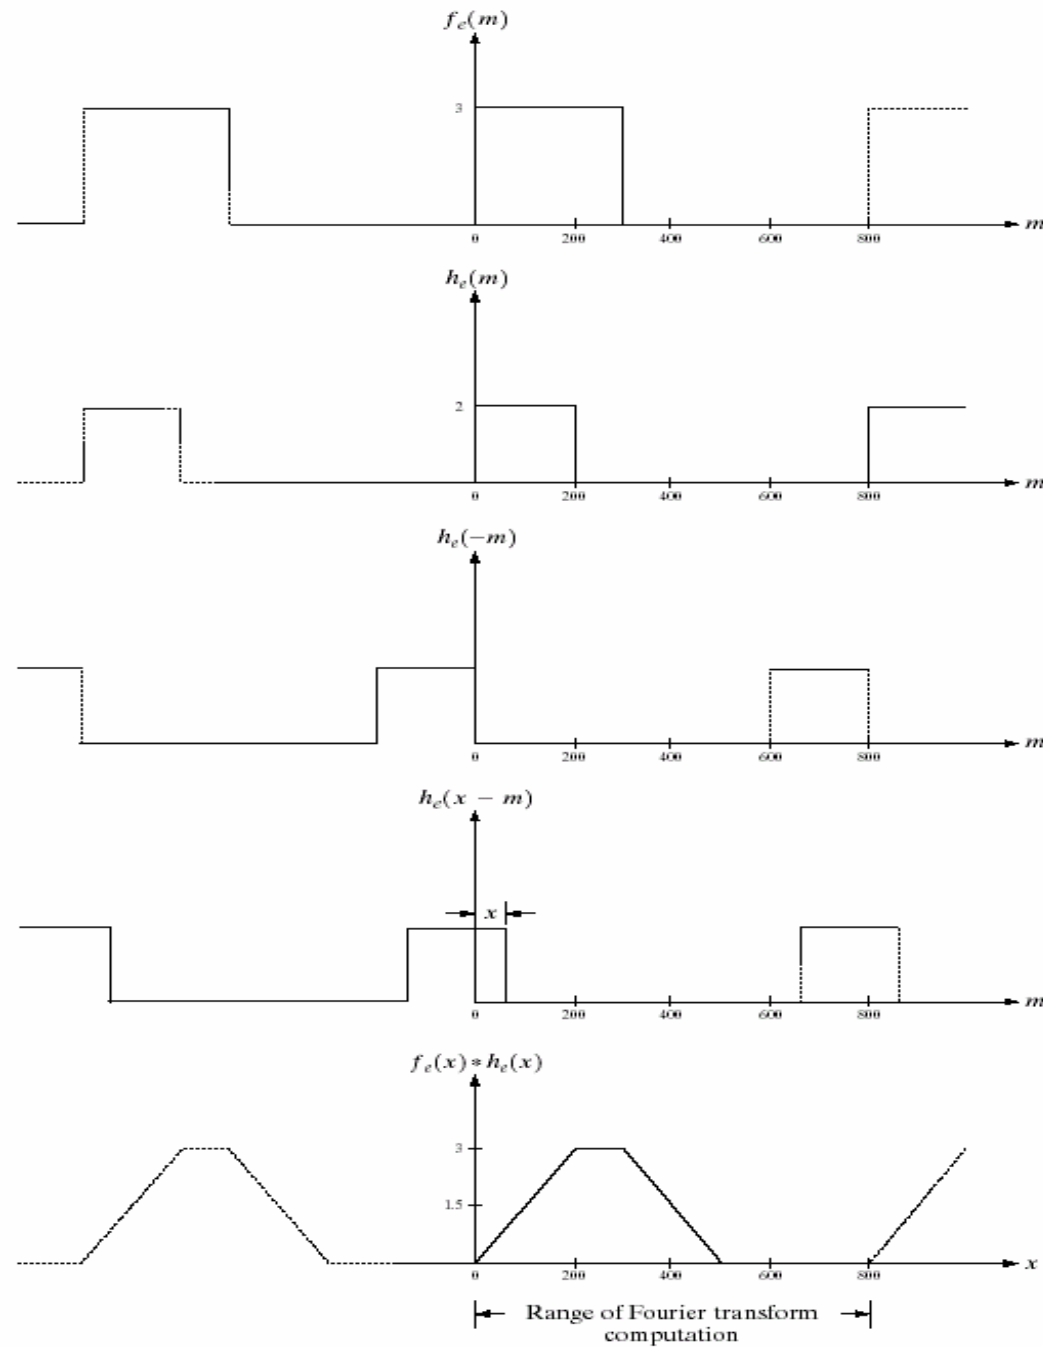 f_e(m)
3
0 200 400 600 800 m
h_e(m)
2
0 200 400 600 800 m
h_e(−m)
0 200 400 600 800 m
h_e(x − m)
x
0 200 400 600 800 m
f_e(x) * h_e(x)
3
1.5
0 200 400 600 800 x
Range of Fourier transform
computation